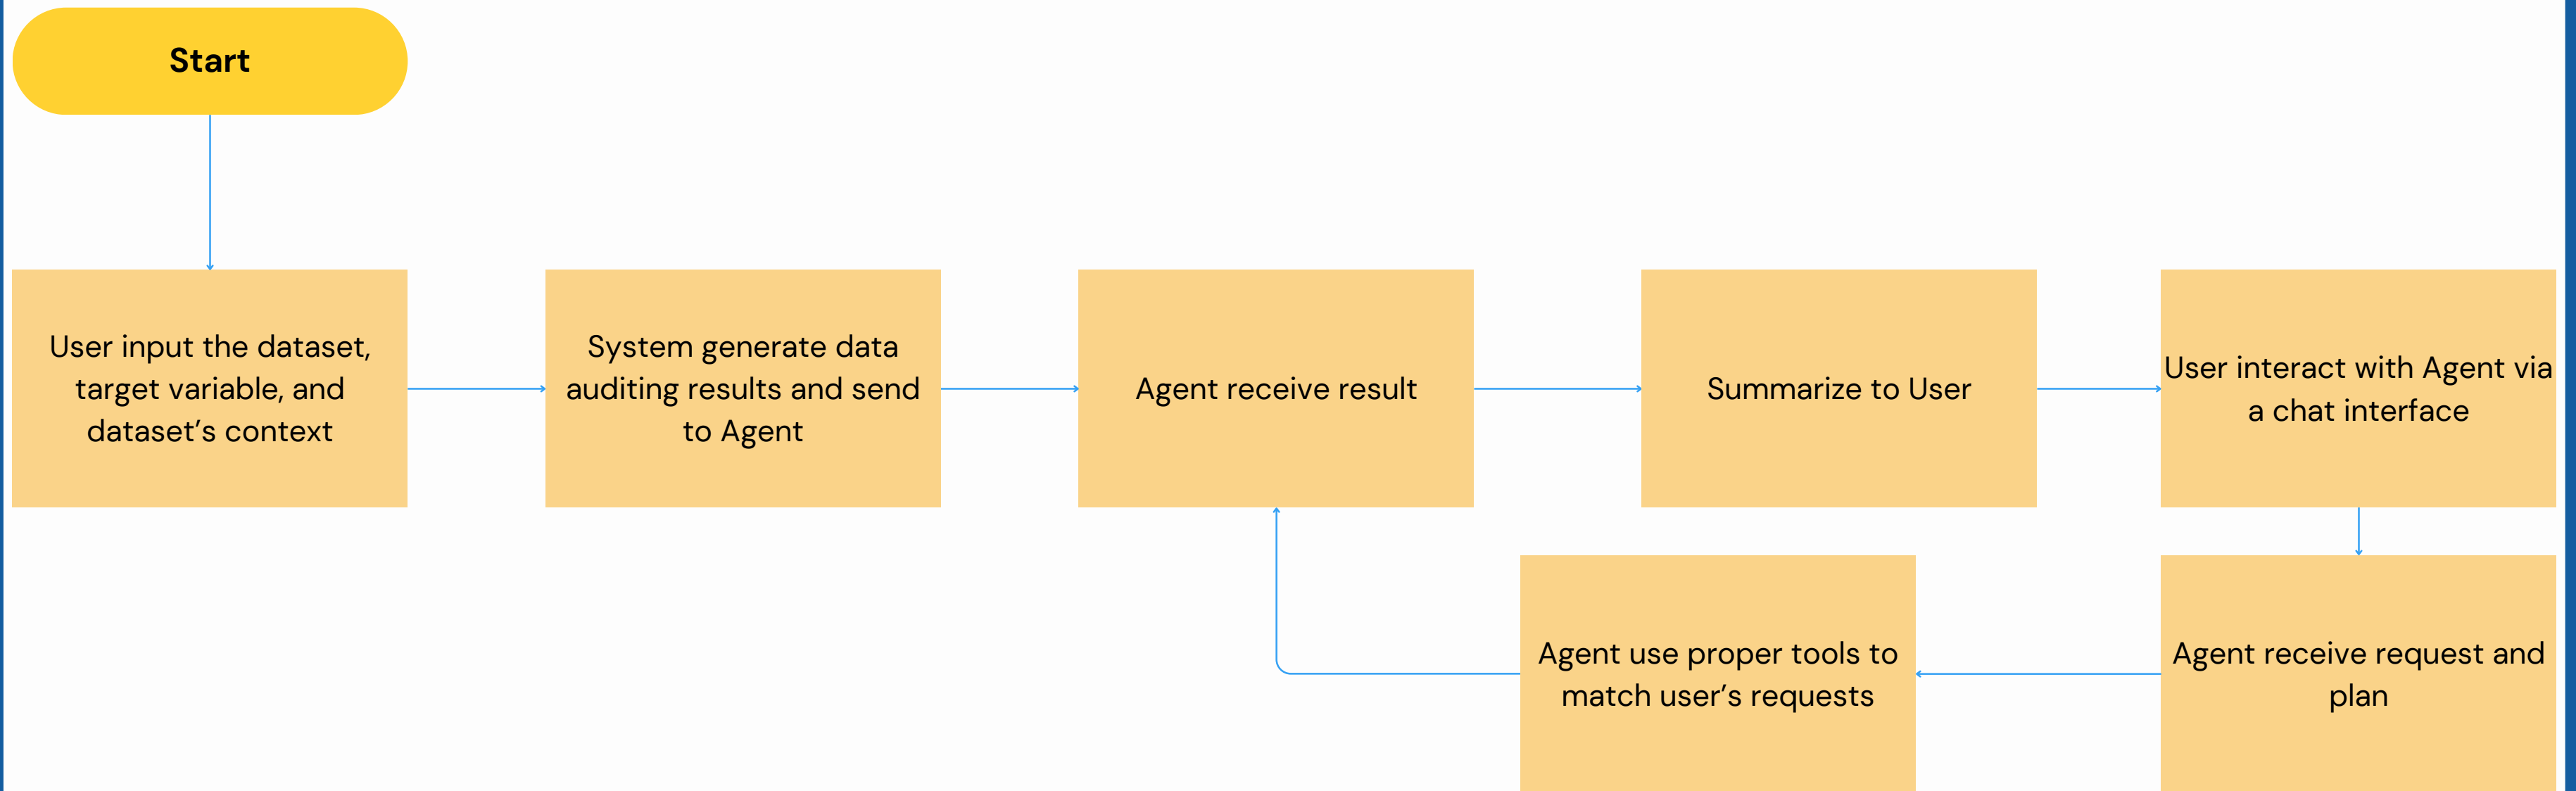 Start
User input the dataset,
target variable, and
dataset’s context
System generate data
auditing results and send
to Agent
Agent receive result
Summarize to User
User interact with Agent via
a chat interface
Agent receive request and
plan
Agent use proper tools to
match user’s requests